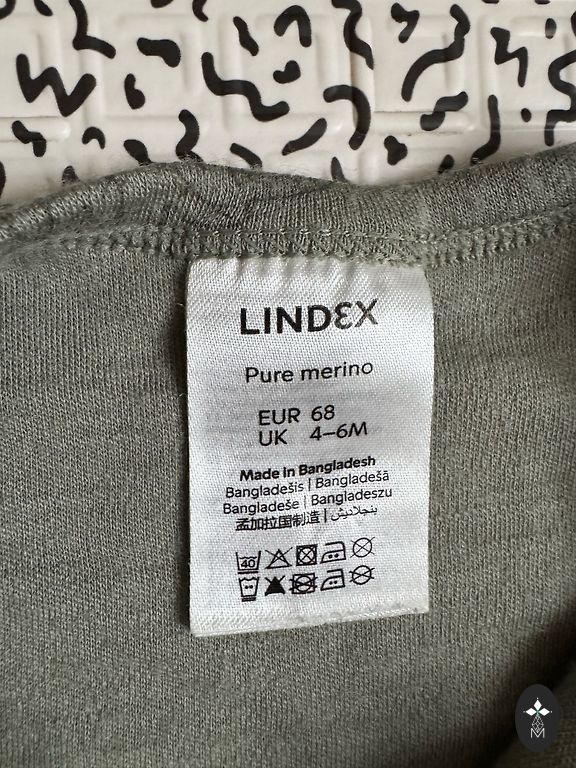 LINDEX
Pure merino
EUR 68
UK 4–6M
Made in Bangladesh
Bangladešis | Bangladešā
Bangladeše | Bangladeszu
孟加拉国制造 | بنجلاديش
40
M